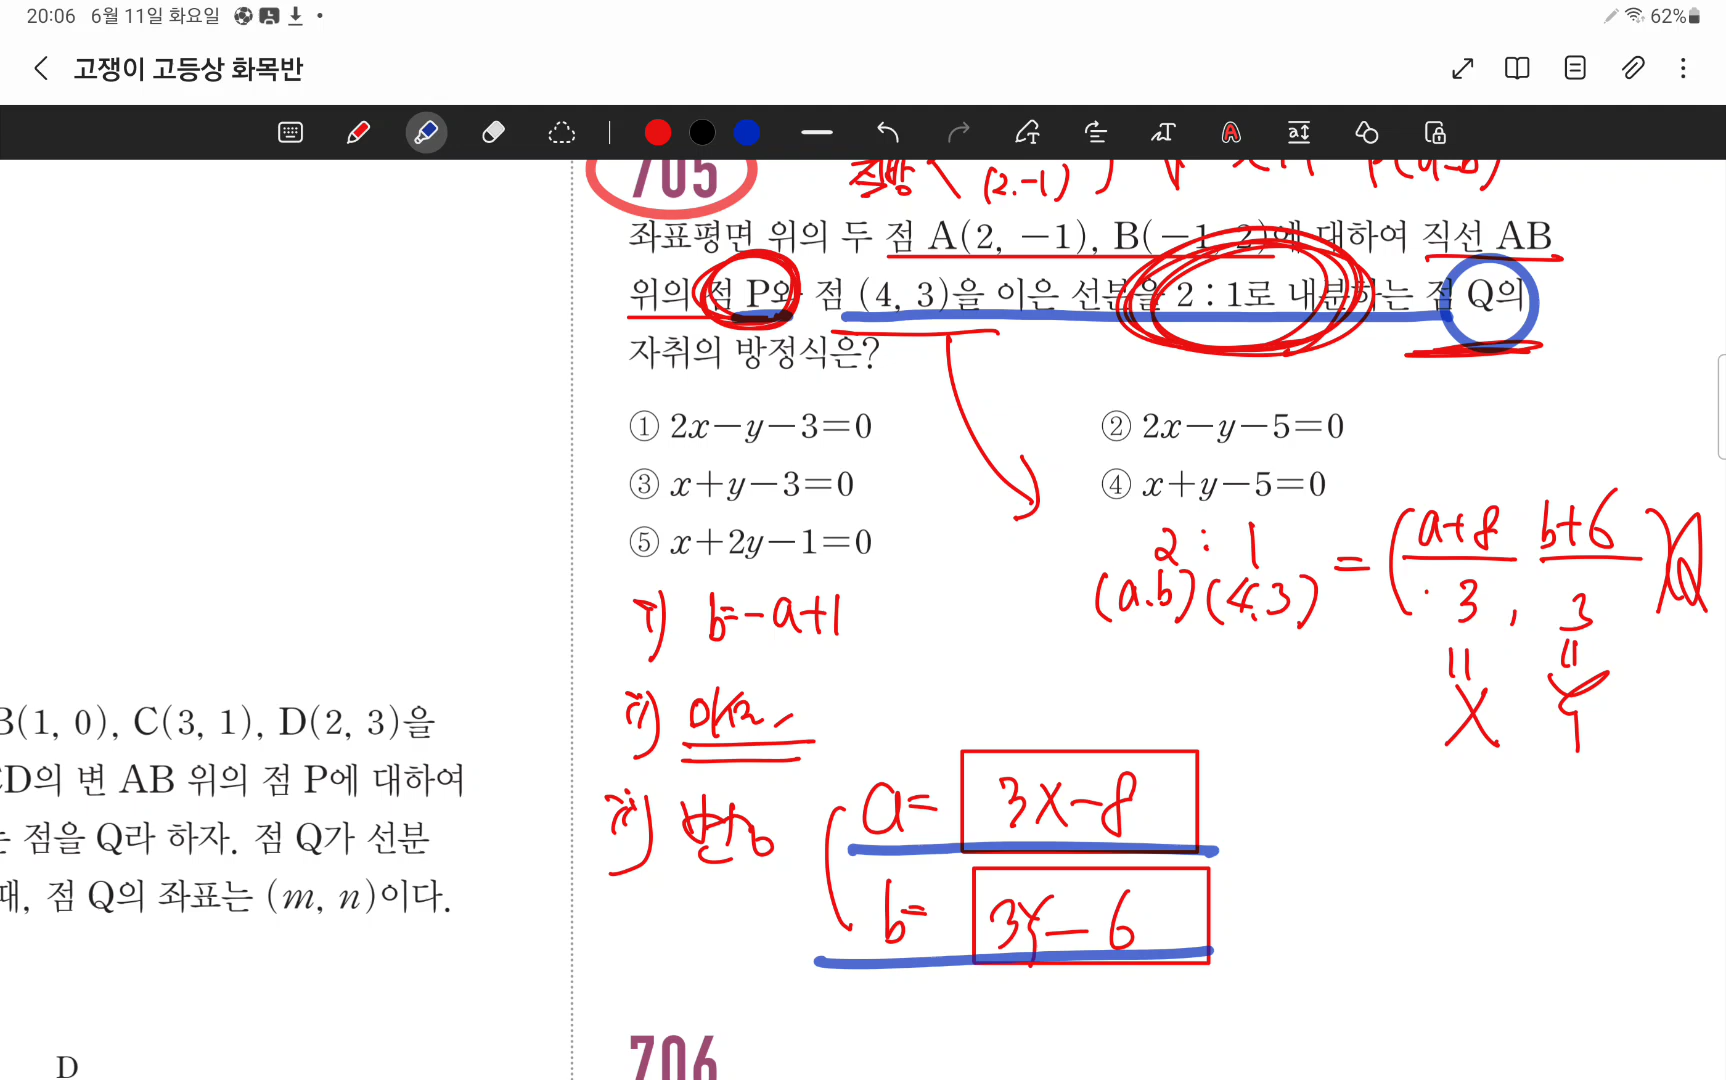 20:06 6월 11일 화요일
62%
고쟁이 고등상 화목반
705
직방 (2.-1) P(a-b)
좌표평면 위의 두 점 A(2, −1), B(−1, 2)에 대하여 직선 AB
위의 점 P와 점 (4, 3)을 이은 선분을 2 : 1로 내분하는 점 Q의
자취의 방정식은?
① 2x−y−3=0
② 2x−y−5=0
③ x+y−3=0
④ x+y−5=0
⑤ x+2y−1=0
2 : 1
(a.b)(4.3) = (a+8/3, b+6/3) Q
= =
X Y
i) b=-a+1
ii)
iii)
a= 3X-8
b= 3Y-6
B(1, 0), C(3, 1), D(2, 3)을
CD의 변 AB 위의 점 P에 대하여
는 점을 Q라 하자. 점 Q가 선분
때, 점 Q의 좌표는 (m, n)이다.
D
706